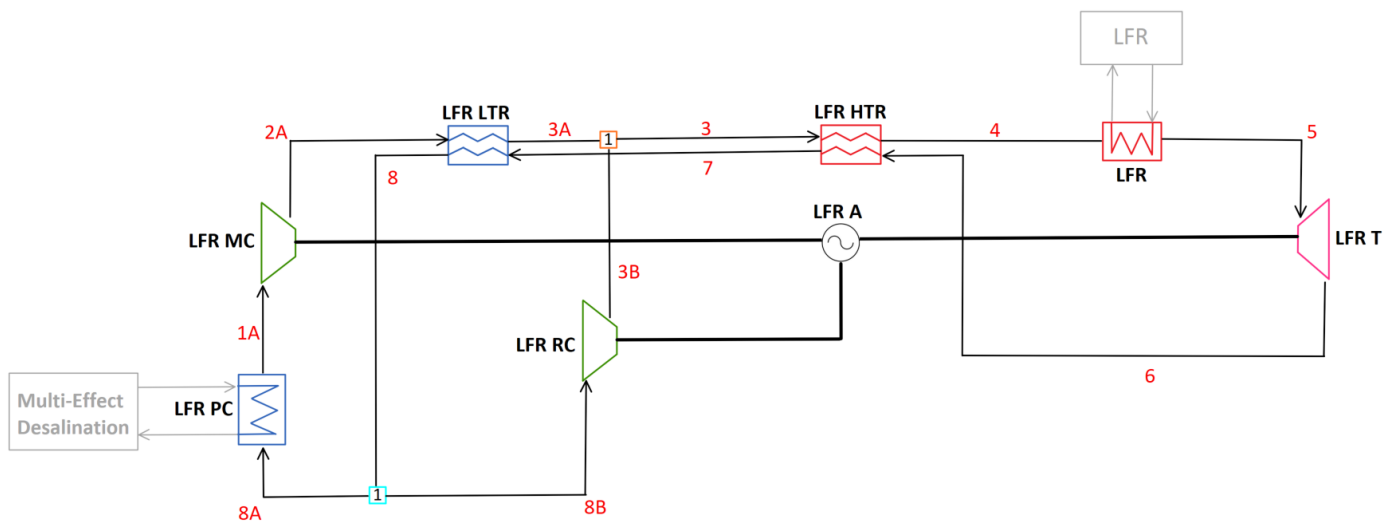 LFR
LFR LTR
LFR HTR
2A
3A
1
3
4
5
8
7
LFR
LFR A
LFR MC
LFR T
3B
1A
LFR RC
6
Multi-Effect
Desalination
LFR PC
1
8A
8B